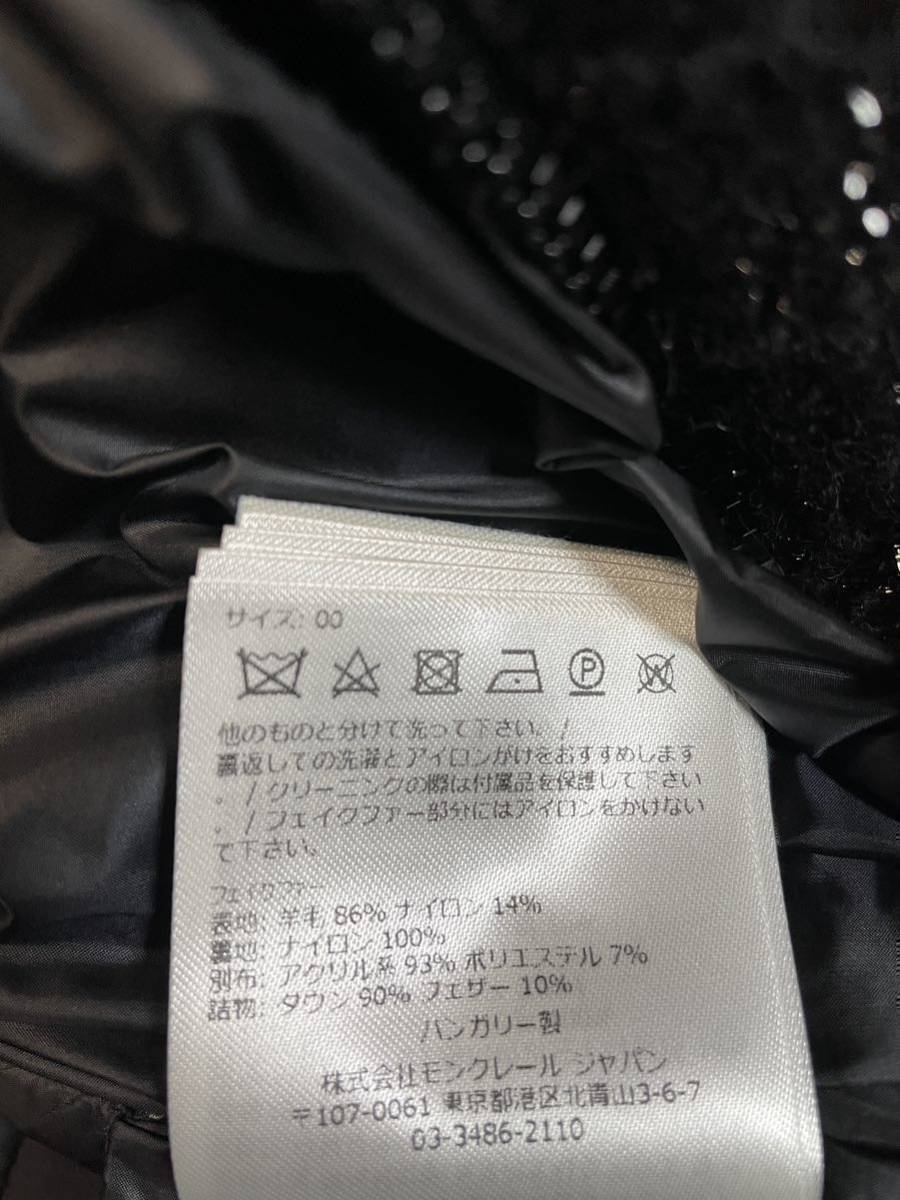 サイズ: 00
P W
他のものと分けて洗って下さい。/
裏返しての洗濯とアイロンがけをおすすめします
。/クリーニングの際は付属品を保護して下さい
。/フェイクファー部分にはアイロンをかけない
て下さい。
フェイクファー
表地: 羊毛 86% ナイロン 14%
裏地: ナイロン 100%
別布: アクリル系 93% ポリエステル 7%
詰物: ダウン 90% フェザー 10%
ハンガリー製
株式会社モンクレール ジャパン
〒107-0061 東京都港区北青山3-6-7
03-3486-2110